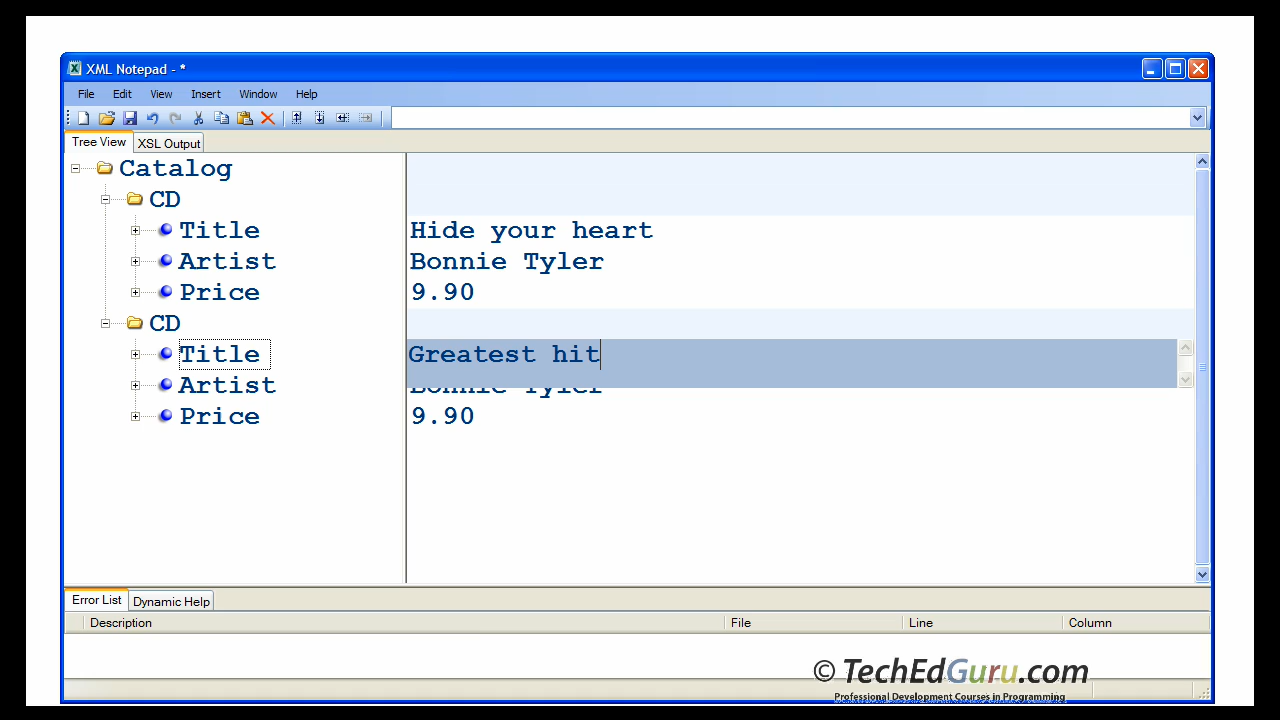 XML Notepad - *
File Edit View Insert Window Help
Tree View XSL Output
Catalog
CD
Title Hide your heart
Artist Bonnie Tyler
Price 9.90
CD
Title Greatest hit
Artist Bonnie Tyler
Price 9.90
Error List Dynamic Help
Description File Line Column
© TechEdGuru.com
Professional Development Courses in Programming